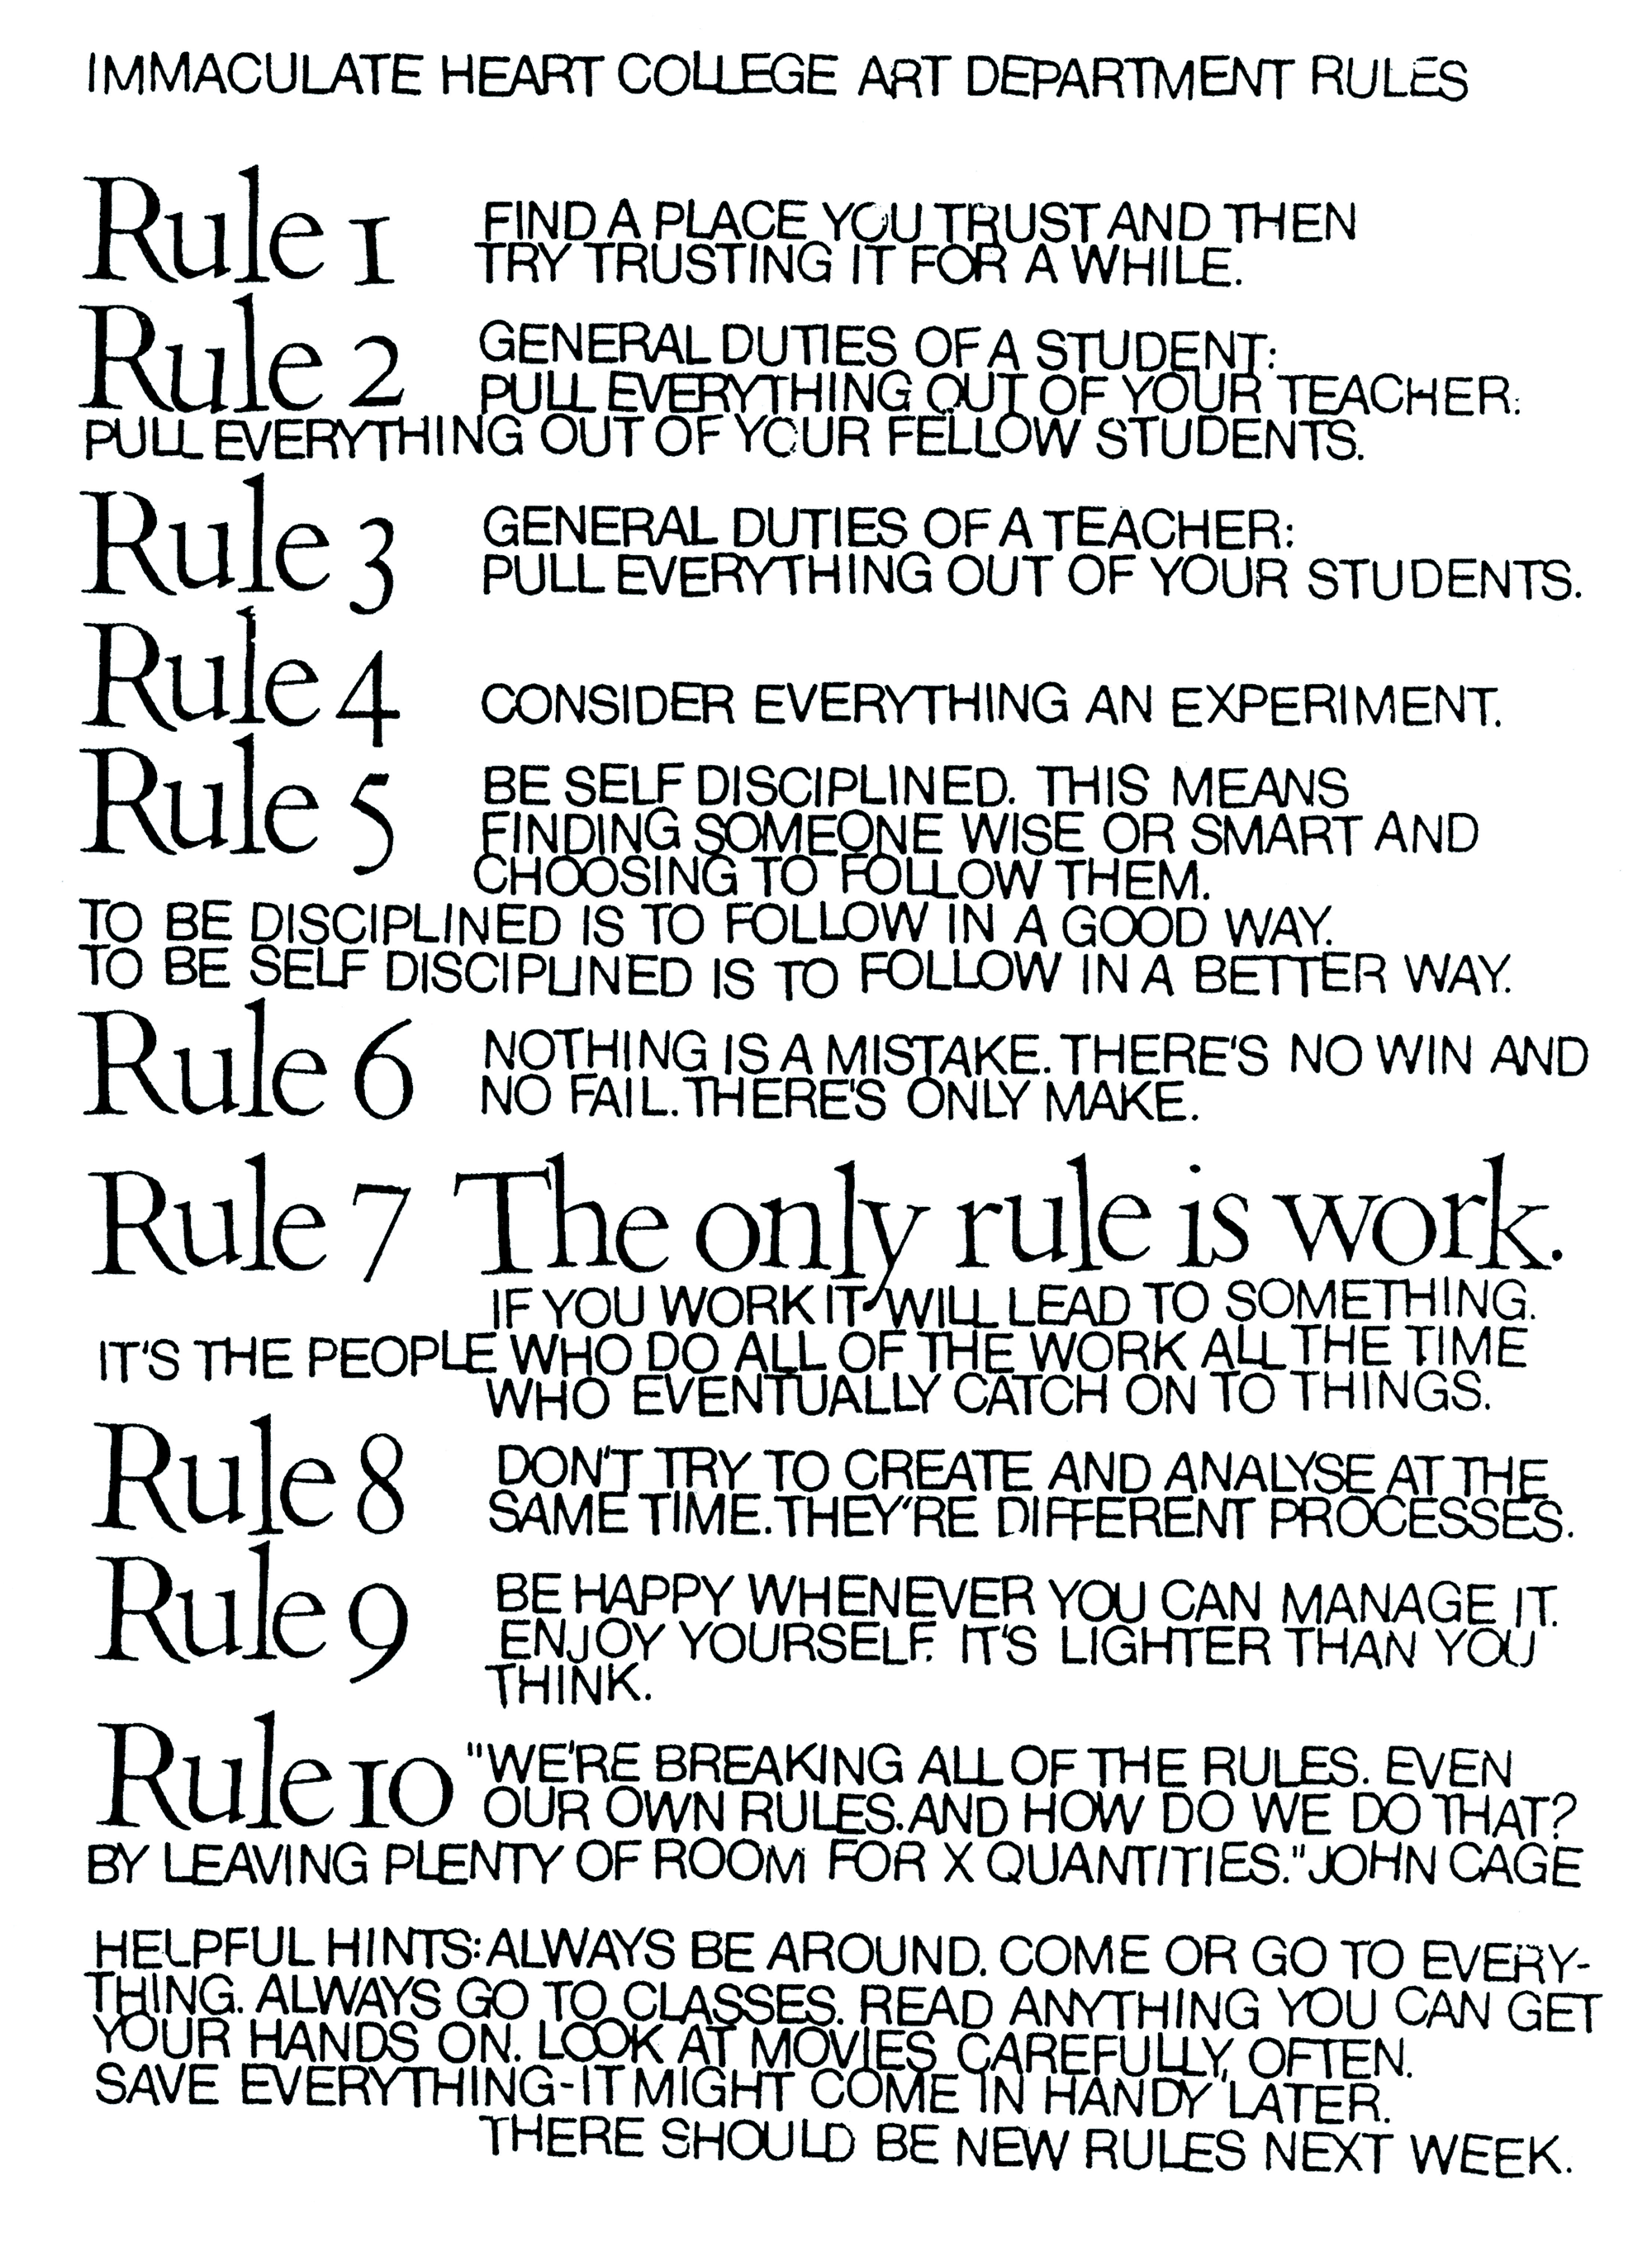 IMMACULATE HEART COLLEGE ART DEPARTMENT RULES
Rule 1 FIND A PLACE YOU TRUST AND THEN
TRY TRUSTING IT FOR A WHILE.
Rule 2 GENERAL DUTIES OF A STUDENT:
PULL EVERYTHING OUT OF YOUR TEACHER.
PULL EVERYTHING OUT OF YOUR FELLOW STUDENTS.
Rule 3 GENERAL DUTIES OF A TEACHER:
PULL EVERYTHING OUT OF YOUR STUDENTS.
Rule 4 CONSIDER EVERYTHING AN EXPERIMENT.
Rule 5 BE SELF DISCIPLINED. THIS MEANS
FINDING SOMEONE WISE OR SMART AND
CHOOSING TO FOLLOW THEM.
TO BE DISCIPLINED IS TO FOLLOW IN A GOOD WAY.
TO BE SELF DISCIPLINED IS TO FOLLOW IN A BETTER WAY.
Rule 6 NOTHING IS A MISTAKE. THERE'S NO WIN AND
NO FAIL. THERE'S ONLY MAKE.
Rule 7 The only rule is work.
IF YOU WORK IT WILL LEAD TO SOMETHING.
IT'S THE PEOPLE WHO DO ALL OF THE WORK ALL THE TIME
WHO EVENTUALLY CATCH ON TO THINGS.
Rule 8 DON'T TRY TO CREATE AND ANALYSE AT THE
SAME TIME. THEY'RE DIFFERENT PROCESSES.
Rule 9 BE HAPPY WHENEVER YOU CAN MANAGE IT.
ENJOY YOURSELF. IT'S LIGHTER THAN YOU
THINK.
Rule 10 "WE'RE BREAKING ALL OF THE RULES. EVEN
OUR OWN RULES. AND HOW DO WE DO THAT?
BY LEAVING PLENTY OF ROOM FOR X QUANTITIES." JOHN CAGE
HELPFUL HINTS: ALWAYS BE AROUND. COME OR GO TO EVERY-
THING. ALWAYS GO TO CLASSES. READ ANYTHING YOU CAN GET
YOUR HANDS ON. LOOK AT MOVIES CAREFULLY, OFTEN.
SAVE EVERYTHING-IT MIGHT COME IN HANDY LATER.
THERE SHOULD BE NEW RULES NEXT WEEK.